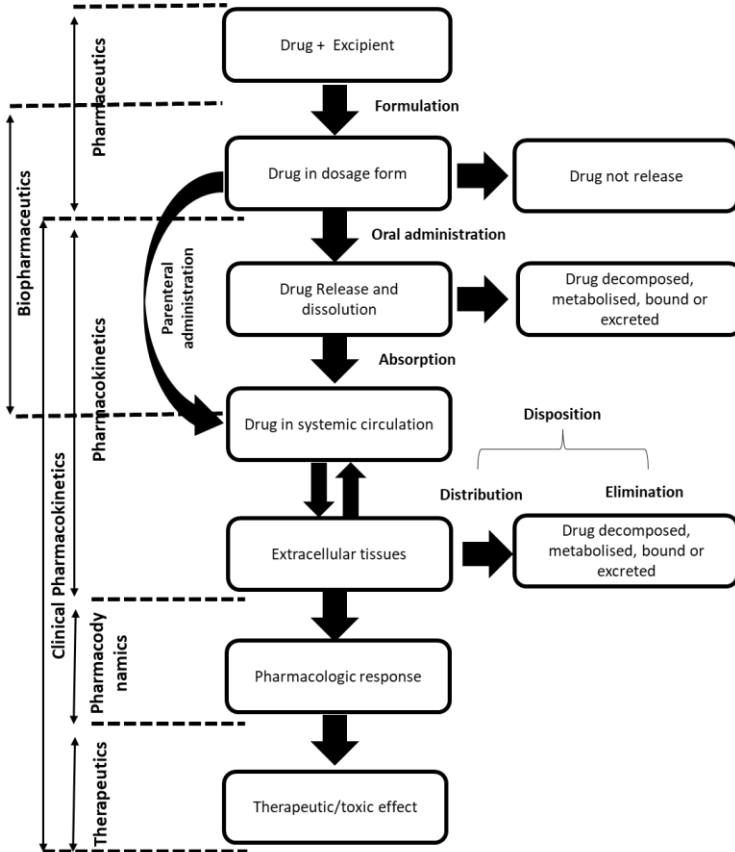 Drug + Excipient
Formulation
Drug in dosage form
Drug not release
Oral administration
Drug Release and
dissolution
Drug decomposed,
metabolised, bound or
excreted
Parenteral
administration
Absorption
Drug in systemic circulation
Disposition
Distribution
Elimination
Extracellular tissues
Drug decomposed,
metabolised, bound or
excreted
Pharmacologic response
Therapeutic/toxic effect
Pharmaceutics
Biopharmaceutics
Pharmacokinetics
Clinical Pharmacokinetics
Pharmacody
namics
Therapeutics